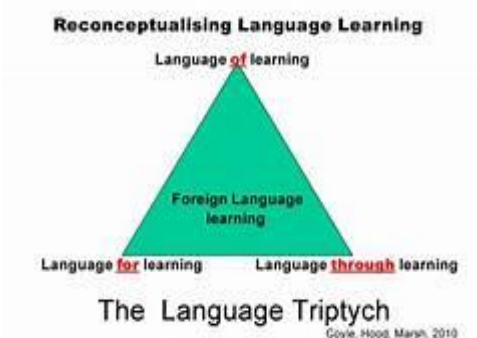 Reconceptualising Language Learning
Language of learning
Foreign Language
learning
Language for learning
Language through learning
The Language Triptych
Coyle, Hood, Marsh, 2010